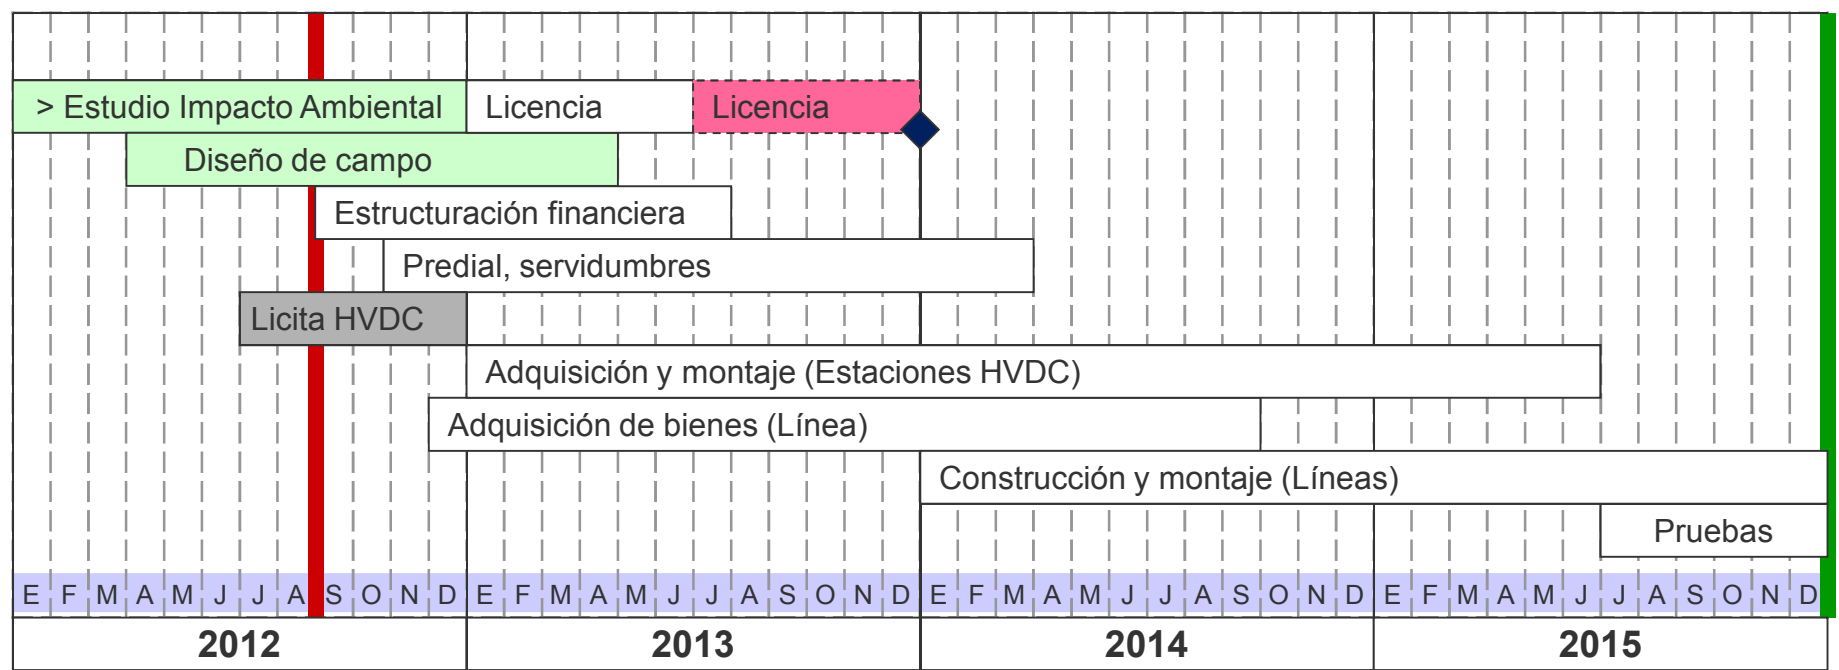 > Estudio Impacto Ambiental Licencia Licencia
Diseño de campo
Estructuración financiera
Predial, servidumbres
Licita HVDC
Adquisición y montaje (Estaciones HVDC)
Adquisición de bienes (Línea)
Construcción y montaje (Líneas)
Pruebas
E F M A M J J A S O N D E F M A M J J A S O N D E F M A M J J A S O N D E F M A M J J A S O N D
2012 2013 2014 2015